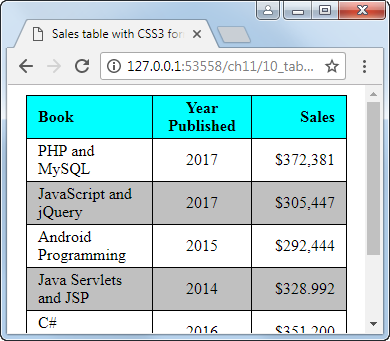 Sales table with CSS3 for
127.0.0.1:53558/ch11/10_tab...
Book Year Published Sales
PHP and MySQL 2017 $372,381
JavaScript and jQuery 2017 $305,447
Android Programming 2015 $292,444
Java Servlets and JSP 2014 $328.992
C# 2016 $351,200